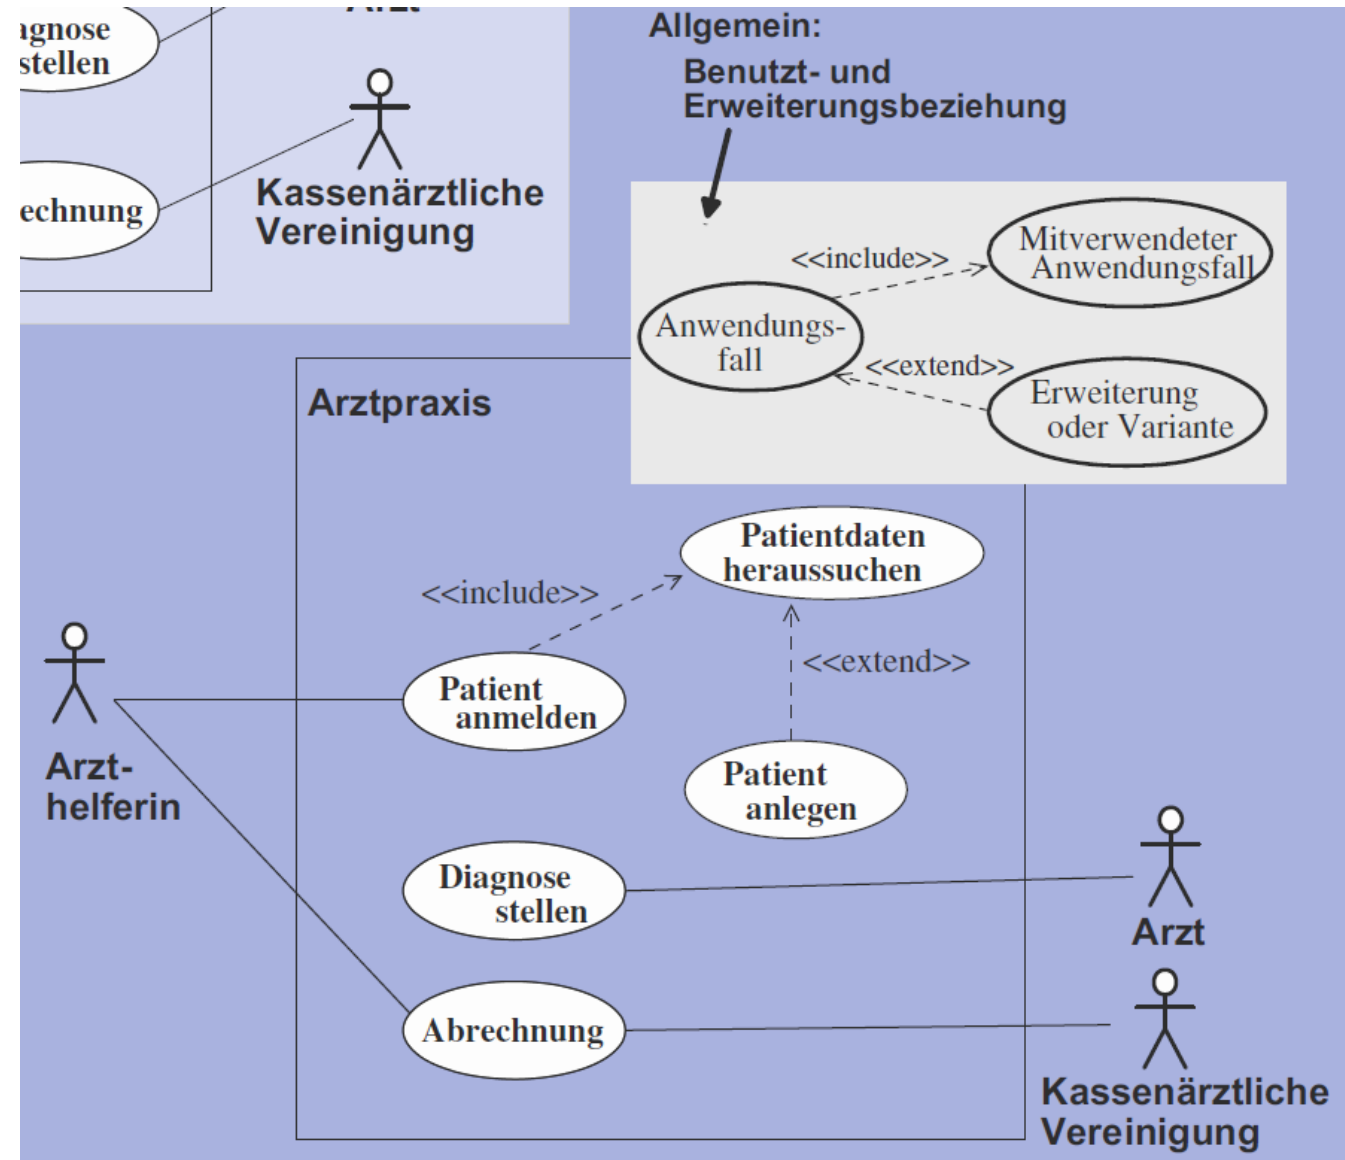 agnose
stellen
echnung
Kassenärztliche
Vereinigung
Allgemein:
Benutzt- und
Erweiterungsbeziehung
<<include>>
Mitverwendeter
Anwendungsfall
Anwendungs-
fall
<<extend>>
Erweiterung
oder Variante
Arztpraxis
Patientdaten
heraussuchen
<<include>>
<<extend>>
Patient
anmelden
Patient
anlegen
Arzt-
helferin
Diagnose
stellen
Arzt
Abrechnung
Kassenärztliche
Vereinigung